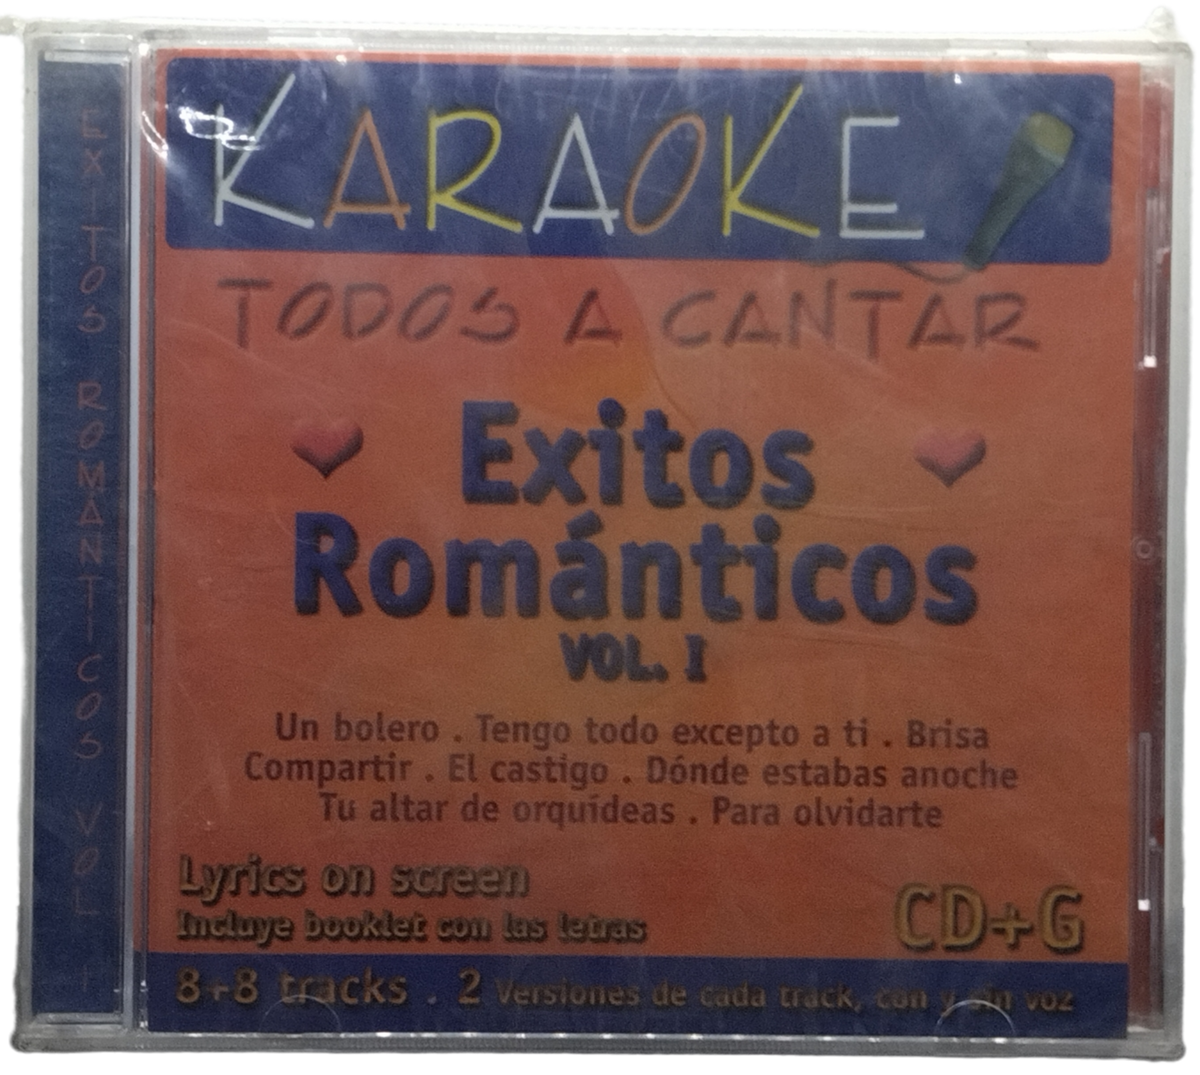 EXITOS ROMANTICOS VOL I
KARAOKE
TODOS A CANTAR
Exitos
Románticos
VOL. I
Un bolero . Tengo todo excepto a ti . Brisa
Compartir . El castigo . Dónde estabas anoche
Tu altar de orquídeas . Para olvidarte
Lyrics on screen
Incluye booklet con las letras
CD+G
8+8 tracks . 2 Versiones de cada track, con y sin voz